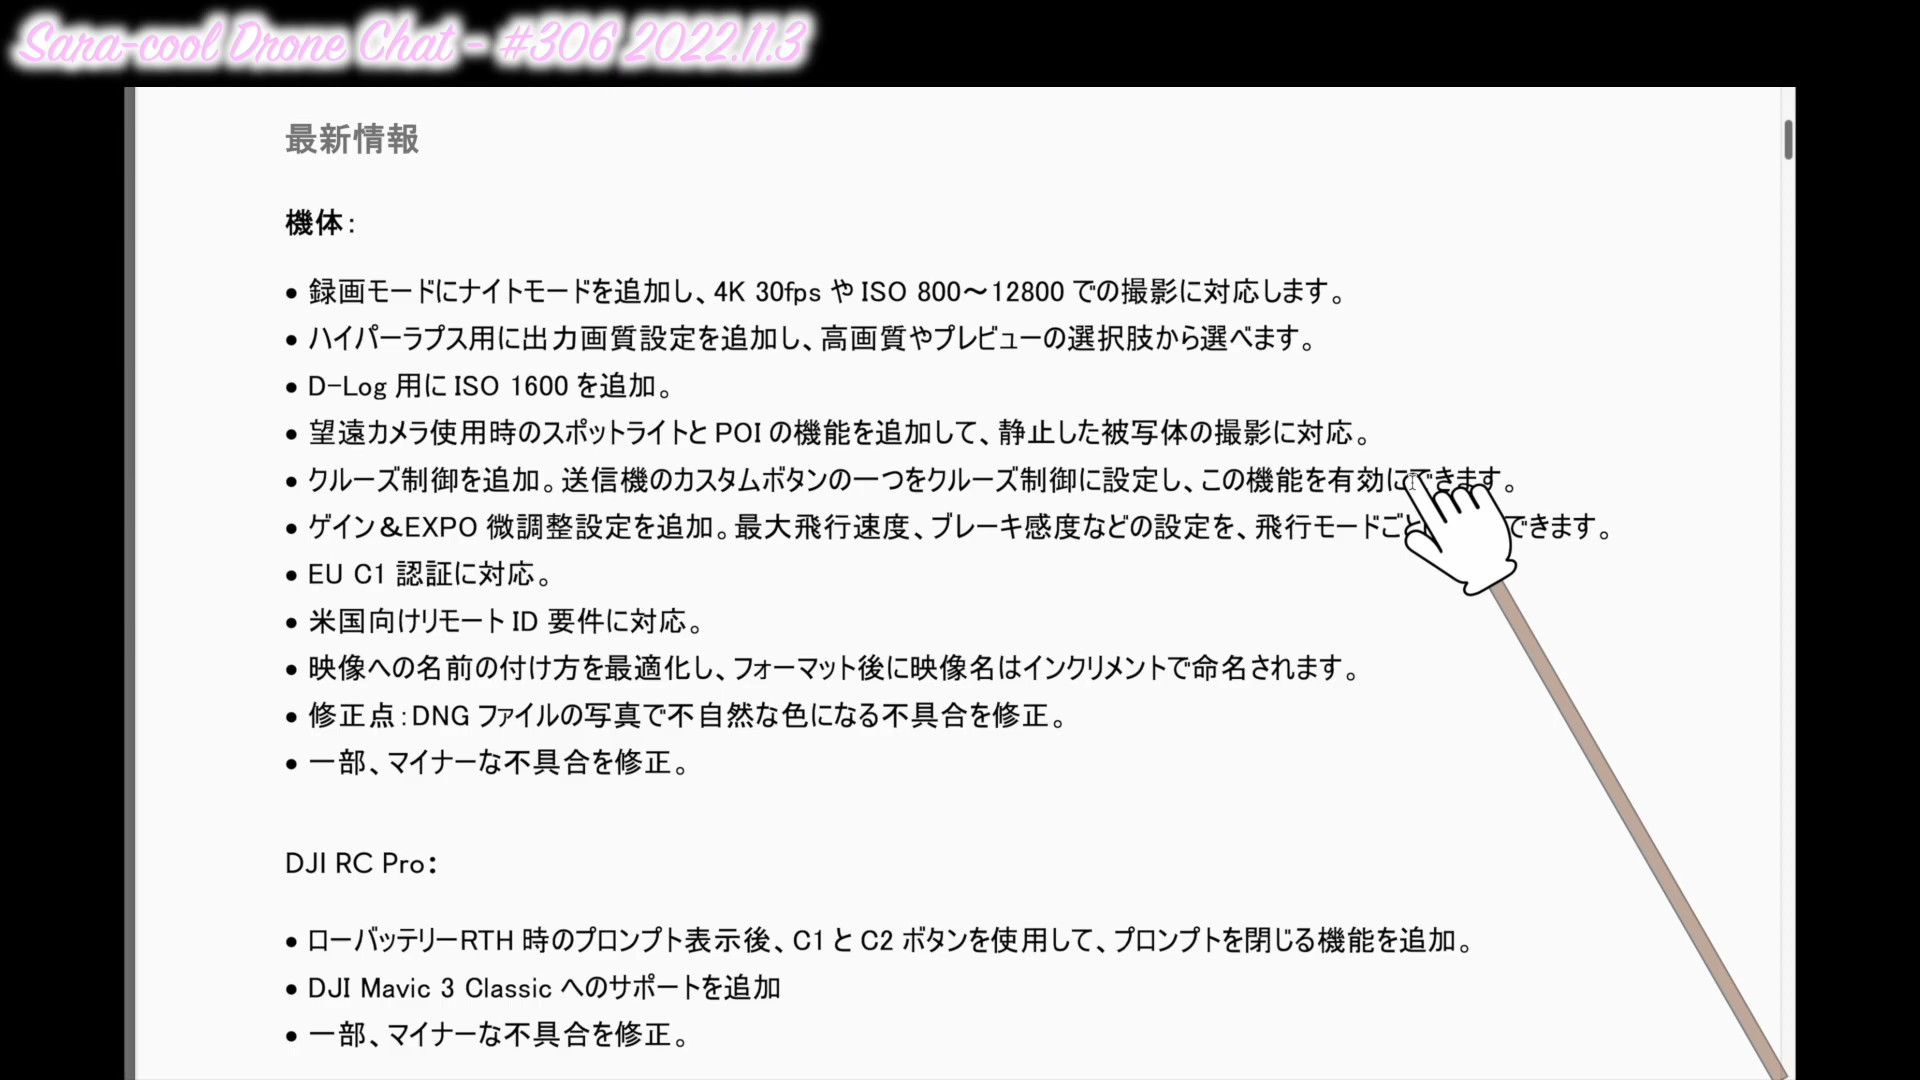 Sara-cool Drone Chat - #306 2022.11.3
最新情報
機体：
● 録画モードにナイトモードを追加し、4K 30fps や ISO 800～12800 での撮影に対応します。
● ハイパーラプス用に出力画質設定を追加し、高画質やプレビューの選択肢から選べます。
● D-Log 用に ISO 1600 を追加。
● 望遠カメラ使用時のスポットライトと POI の機能を追加して、静止した被写体の撮影に対応。
● クルーズ制御を追加。送信機のカスタムボタンの一つをクルーズ制御に設定し、この機能を有効にできます。
● ゲイン＆EXPO 微調整設定を追加。最大飛行速度、ブレーキ感度などの設定を、飛行モードごと できます。
● EU C1 認証に対応。
● 米国向けリモート ID 要件に対応。
● 映像への名前の付け方を最適化し、フォーマット後に映像名はインクリメントで命名されます。
● 修正点：DNG ファイルの写真で不自然な色になる不具合を修正。
● 一部、マイナーな不具合を修正。
DJI RC Pro：
● ローバッテリーRTH 時のプロンプト表示後、C1 と C2 ボタンを使用して、プロンプトを閉じる機能を追加。
● DJI Mavic 3 Classic へのサポートを追加
● 一部、マイナーな不具合を修正。